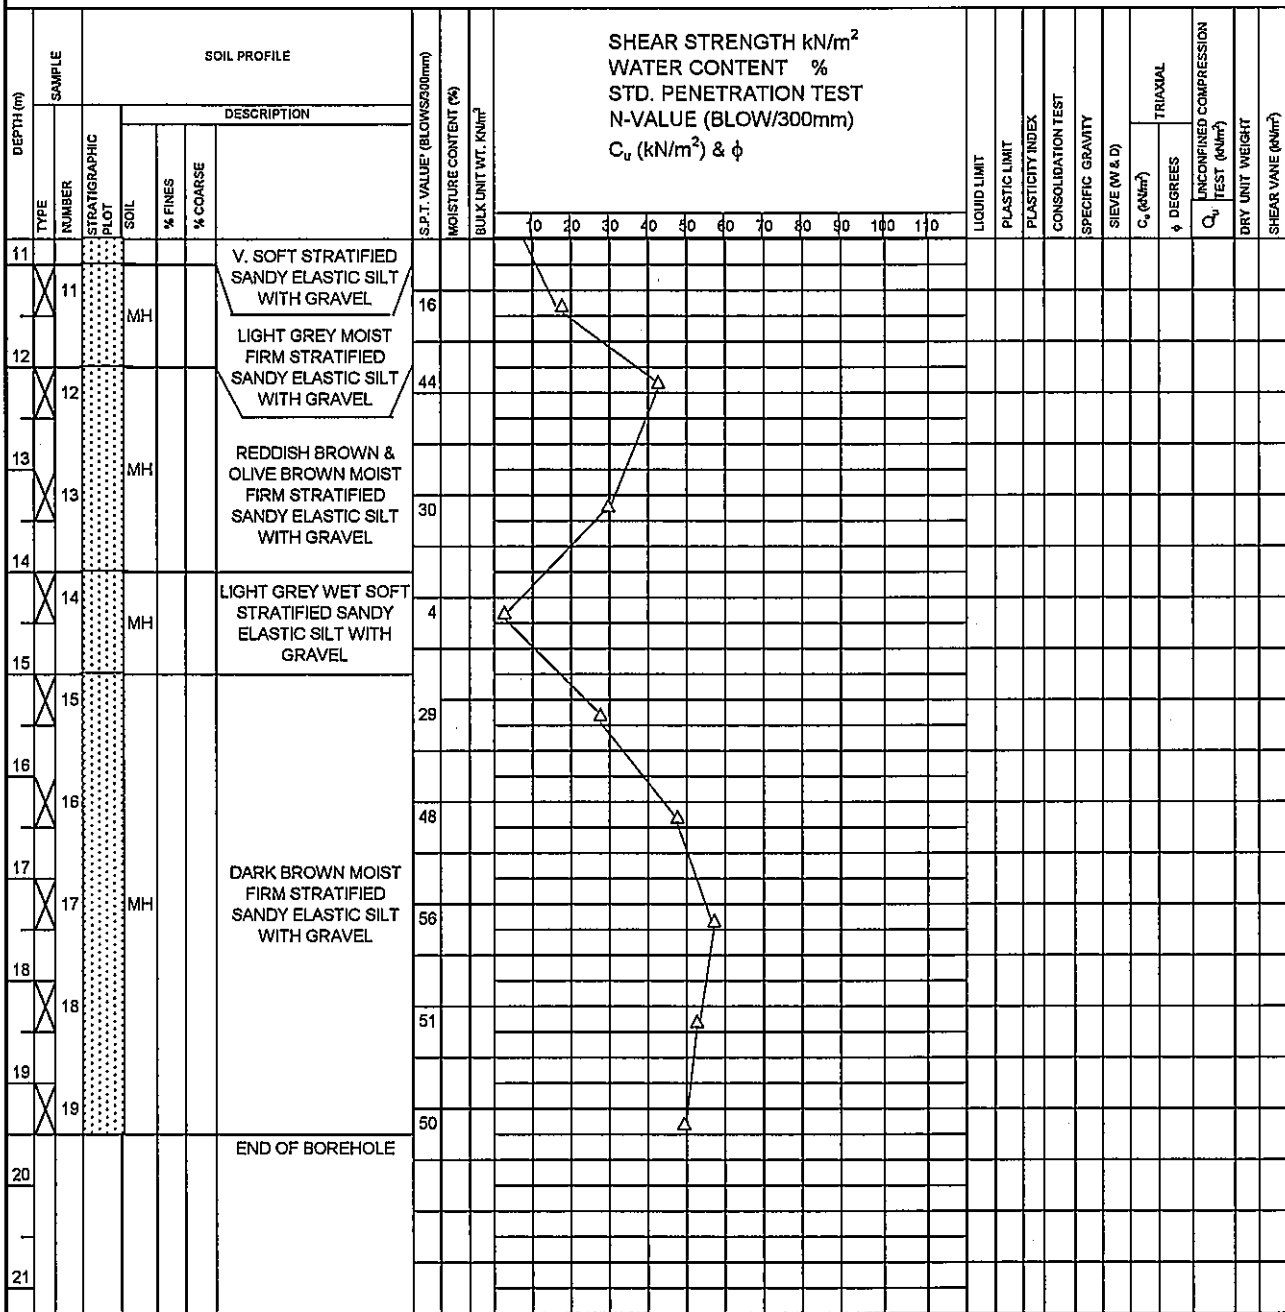 SHEAR STRENGTH kN/m²
WATER CONTENT %
STD. PENETRATION TEST
N-VALUE (BLOW/300mm)
Cu (kN/m²) & ϕ
DEPTH (m)
SAMPLE
TYPE
NUMBER
SOIL PROFILE
STRATIGRAPHIC
PLOT
DESCRIPTION
SOIL
% FINES
% COARSE
S.P.T. VALUE' (BLOWS/300mm)
MOISTURE CONTENT (%)
BULK UNIT WT. KN/m³
10 20 30 40 50 60 70 80 90 100 110
LIQUID LIMIT
PLASTIC LIMIT
PLASTICITY INDEX
CONSOLIDATION TEST
SPECIFIC GRAVITY
SIEVE (W & D)
TRIAXIAL
Cu (kN/m²)
ϕ DEGREES
UNCONFINED COMPRESSION
Qu TEST (kN/m²)
DRY UNIT WEIGHT
SHEAR VANE (kN/m²)
11
V. SOFT STRATIFIED
SANDY ELASTIC SILT
WITH GRAVEL
11
MH
16
LIGHT GREY MOIST
FIRM STRATIFIED
SANDY ELASTIC SILT
WITH GRAVEL
12
12
44
13
MH
REDDISH BROWN &
OLIVE BROWN MOIST
FIRM STRATIFIED
SANDY ELASTIC SILT
WITH GRAVEL
13
30
14
14
MH
LIGHT GREY WET SOFT
STRATIFIED SANDY
ELASTIC SILT WITH
GRAVEL
4
15
15
29
16
16
48
17
17
MH
DARK BROWN MOIST
FIRM STRATIFIED
SANDY ELASTIC SILT
WITH GRAVEL
56
18
18
51
19
19
50
END OF BOREHOLE
20
21